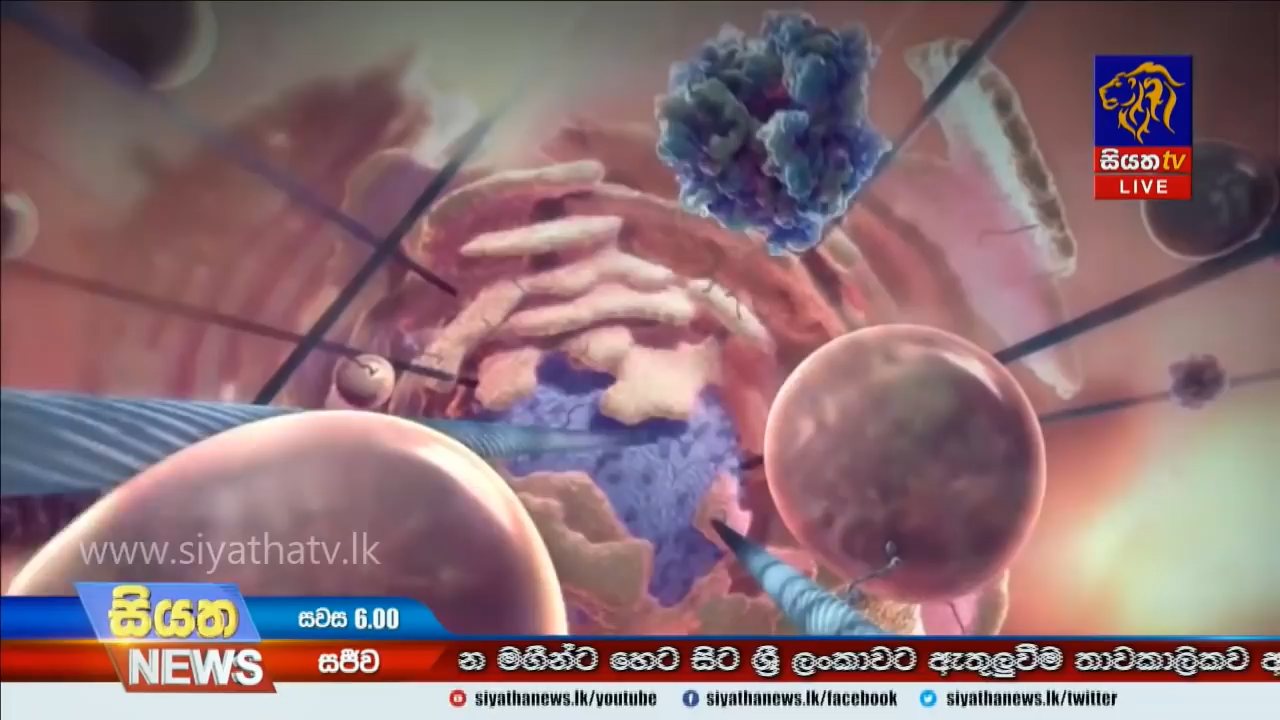 සියත tv
LIVE
www.siyathatv.lk
සියත
NEWS
සවස 6.00
සජීව
න මගීන්ට හෙට සිට ශ්‍රී ලංකාවට ඇතුලුවීම තාවකාලිකව
siyathanews.lk/youtube siyathanews.lk/facebook siyathanews.lk/twitter